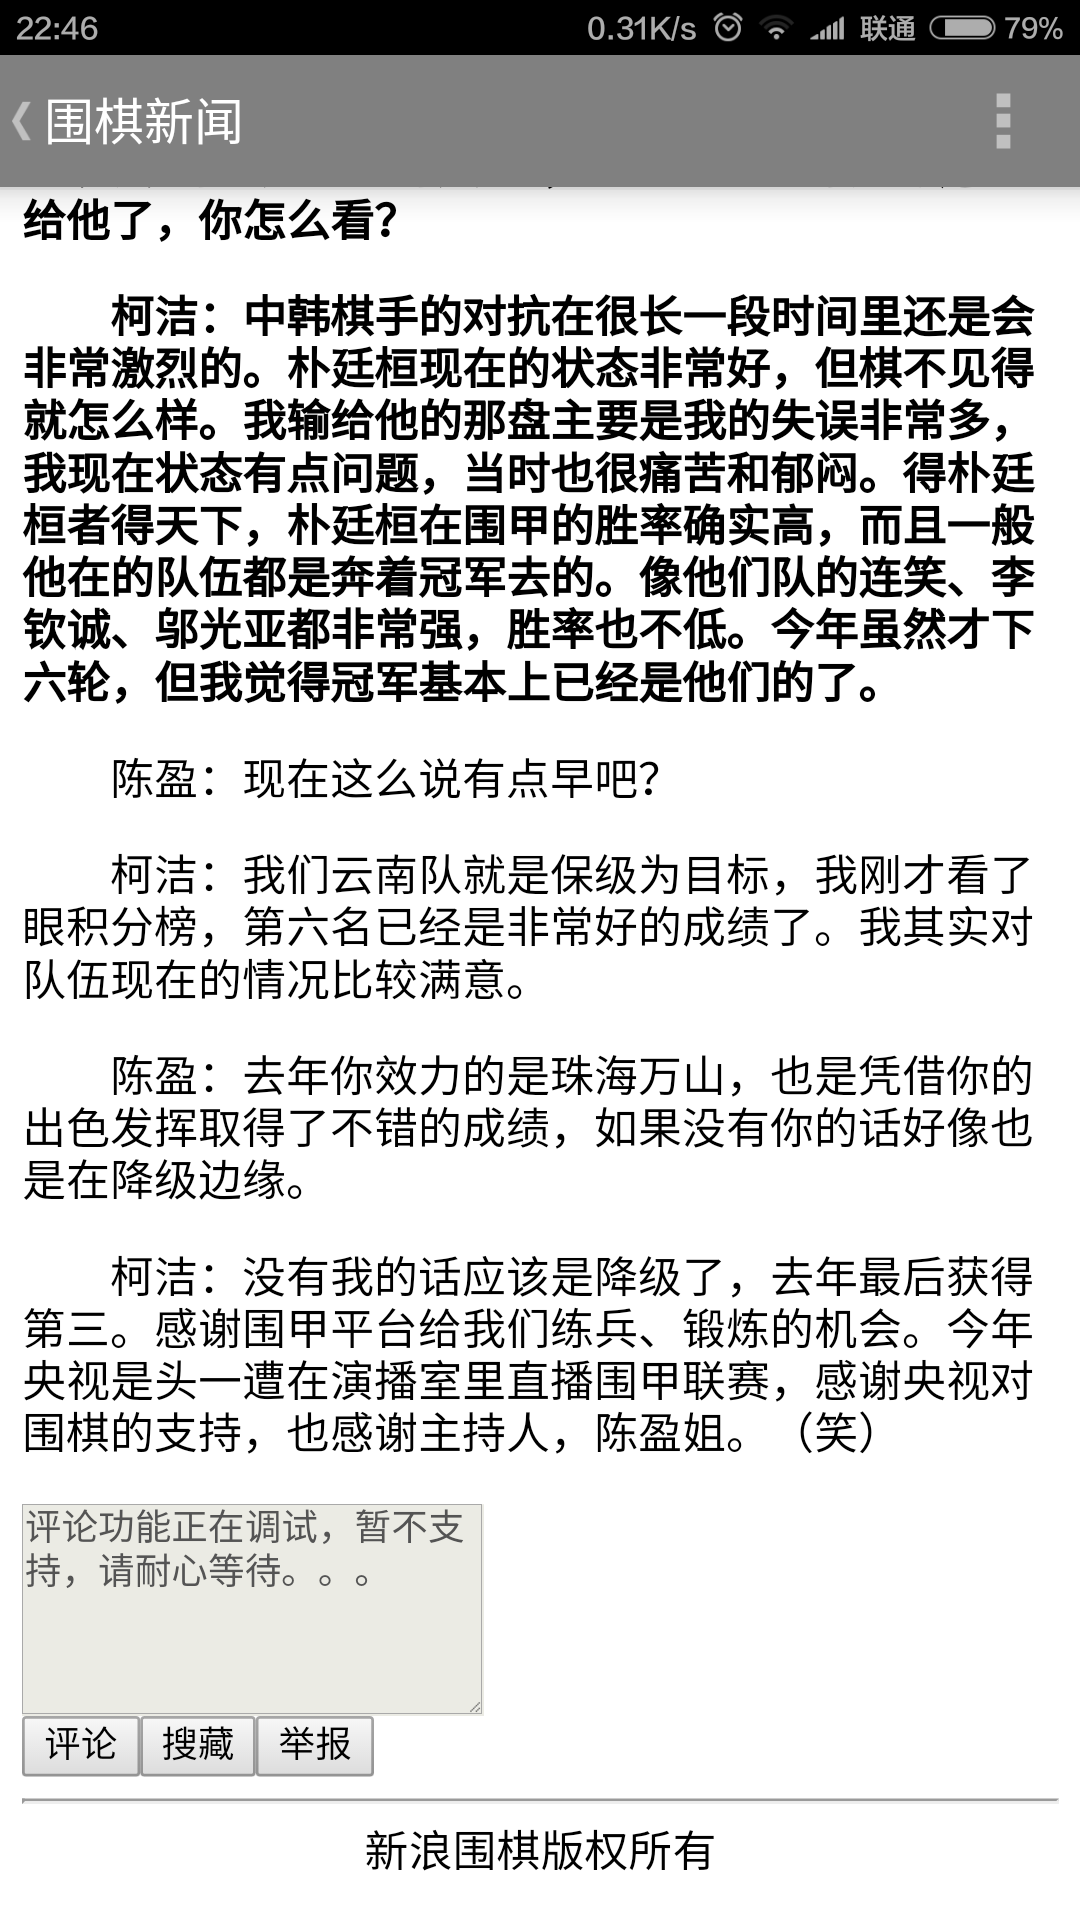 22:46 0.31K/s 联通 79%
围棋新闻
给他了，你怎么看？
柯洁：中韩棋手的对抗在很长一段时间里还是会
非常激烈的。朴廷桓现在的状态非常好，但棋不见得
就怎么样。我输给他的那盘主要是我的失误非常多，
我现在状态有点问题，当时也很痛苦和郁闷。得朴廷
桓者得天下，朴廷桓在围甲的胜率确实高，而且一般
他在的队伍都是奔着冠军去的。像他们队的连笑、李
钦诚、邬光亚都非常强，胜率也不低。今年虽然才下
六轮，但我觉得冠军基本上已经是他们的了。
陈盈：现在这么说有点早吧？
柯洁：我们云南队就是保级为目标，我刚才看了
眼积分榜，第六名已经是非常好的成绩了。我其实对
队伍现在的情况比较满意。
陈盈：去年你效力的是珠海万山，也是凭借你的
出色发挥取得了不错的成绩，如果没有你的话好像也
是在降级边缘。
柯洁：没有我的话应该是降级了，去年最后获得
第三。感谢围甲平台给我们练兵、锻炼的机会。今年
央视是头一遭在演播室里直播围甲联赛，感谢央视对
围棋的支持，也感谢主持人，陈盈姐。（笑）
评论功能正在调试，暂不支
持，请耐心等待。。。
评论 搜藏 举报
新浪围棋版权所有